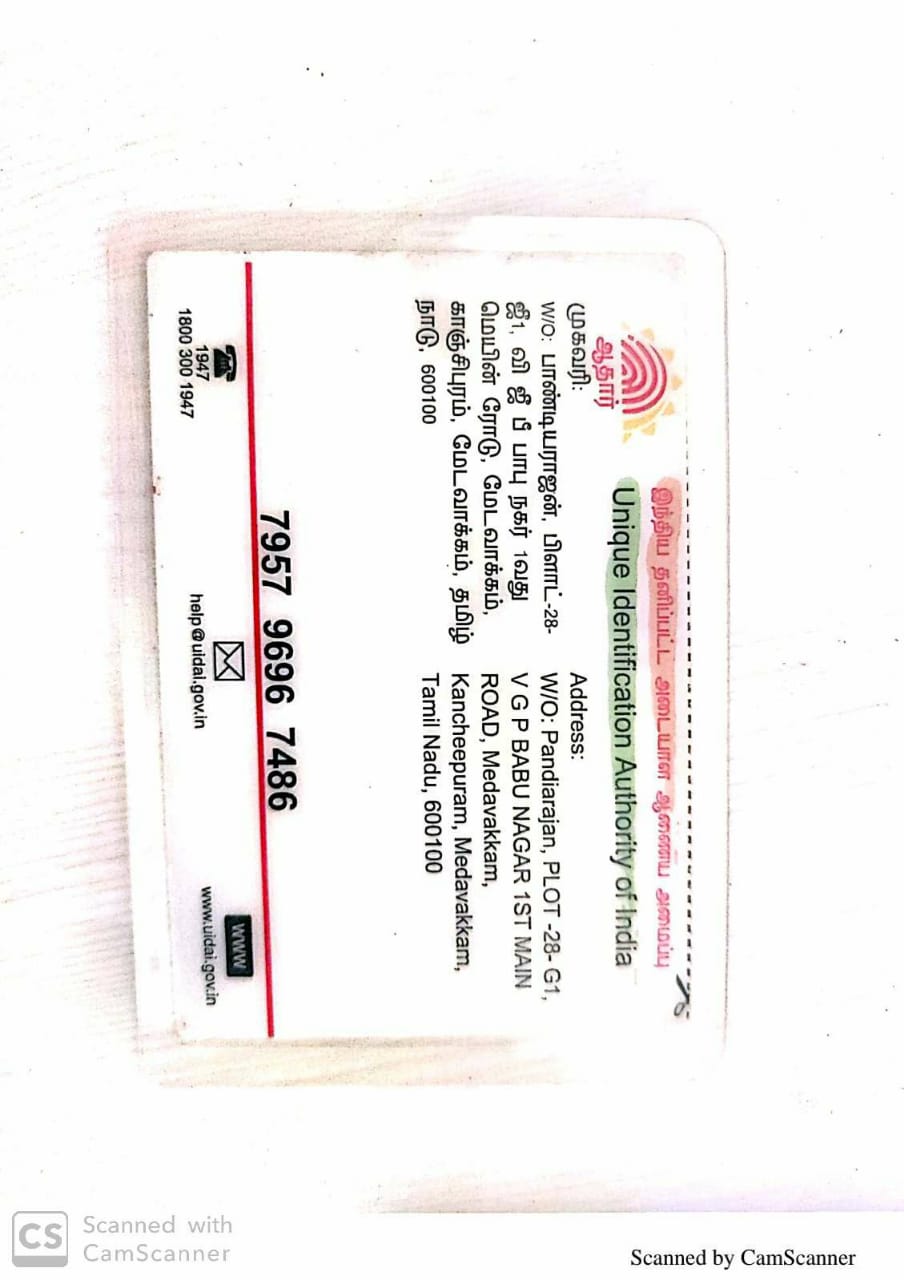 இந்திய தனிப்பட்ட அடையாள ஆணைய அமைப்பு
Unique Identification Authority of India
ஆதார்
முகவரி:
W/O: பாண்டியராஜன், பிளாட்-28-
ஜீ1, வி ஜீ பீ பாபு நகர் 1வது
மெயின் ரோடு, மேடவாக்கம்,
காஞ்சிபுரம், மேடவாக்கம், தமிழ்
நாடு, 600100
Address:
W/O: Pandiarajan, PLOT -28- G1,
V G P BABU NAGAR 1ST MAIN
ROAD, Medavakkam,
Kancheepuram, Medavakkam,
Tamil Nadu, 600100
7957 9696 7486
1947
1800 300 1947
help@uidai.gov.in
WWW
www.uidai.gov.in
CS
Scanned with
CamScanner
Scanned by CamScanner